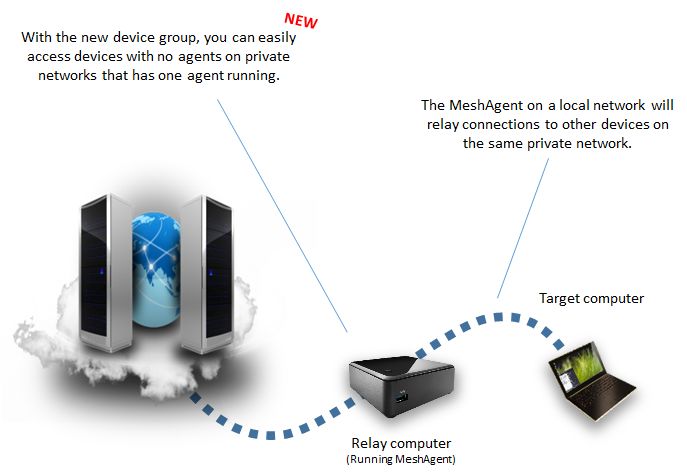 NEW
With the new device group, you can easily
access devices with no agents on private
networks that has one agent running.
The MeshAgent on a local network will
relay connections to other devices on
the same private network.
Target computer
Relay computer
(Running MeshAgent)